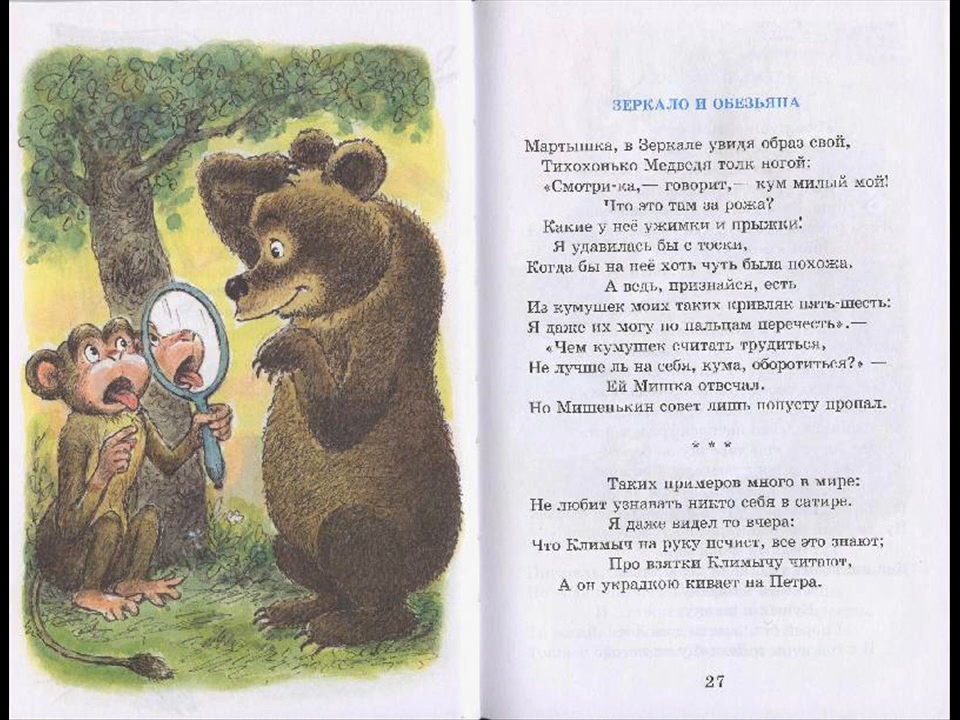 ЗЕРКАЛО И ОБЕЗЬЯНА
Мартышка, в Зеркале увидя образ свой,
Тихохонько Медведя толк ногой:
«Смотри-ка,— говорит,— кум милый мой!
Что это там за рожа?
Какие у неё ужимки и прыжки!
Я удавилась бы с тоски,
Когда бы на неё хоть чуть была похожа.
А ведь, признайся, есть
Из кумушек моих таких кривляк пять-шесть:
Я даже их могу по пальцам перечесть».—
«Чем кумушек считать трудиться,
Не лучше ль на себя, кума, оборотиться?» —
Ей Мишка отвечал.
Но Мишенькин совет лишь попусту пропал.
* * *
Таких примеров много в мире:
Не любит узнавать никто себя в сатире.
Я даже видел то вчера:
Что Климыч на руку нечист, все это знают;
Про взятки Климычу читают,
А он украдкою кивает на Петра.
27